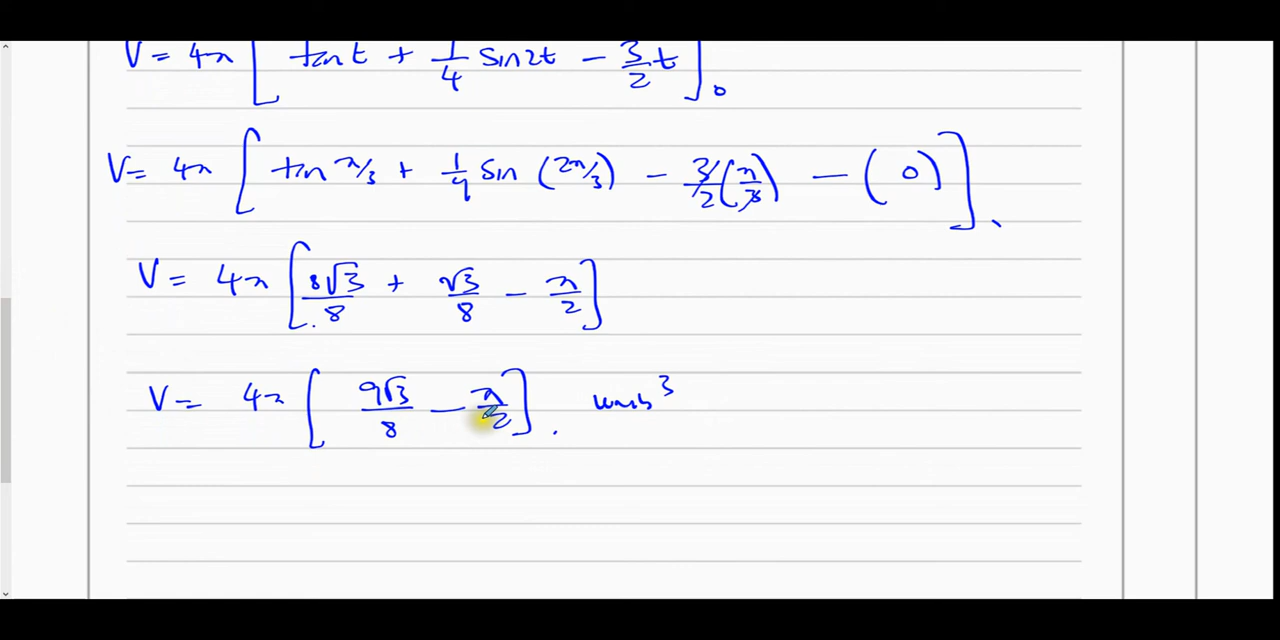 V = 4π [ tan t + 1/4 sin 2t − 3/2 t ]₀
V = 4π [ tan π/3 + 1/4 sin (2π/3) − 3/2 (π/3) − (0) ]
V = 4π [ 8√3/8 + √3/8 − π/2 ]
V = 4π [ 9√3/8 − π/2 ]. units³